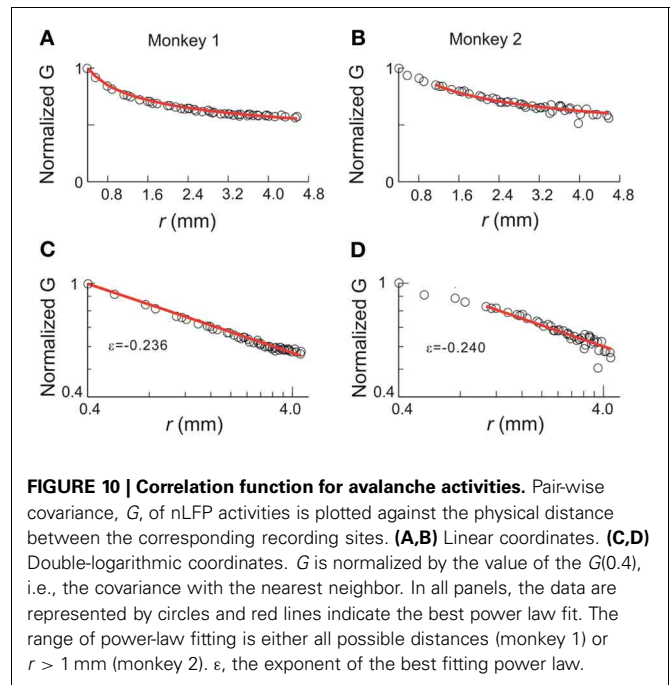 A
Monkey 1
B
Monkey 2
Normalized G
1
0
0.8 1.6 2.4 3.2 4.0 4.8
r (mm)
Normalized G
1
0
0.8 1.6 2.4 3.2 4.0 4.8
r (mm)
C
D
Normalized G
1
0.4
ε=-0.236
0.4 4.0
r (mm)
Normalized G
1
0.4
ε=-0.240
0.4 4.0
r (mm)
FIGURE 10 | Correlation function for avalanche activities. Pair-wise
covariance, G, of nLFP activities is plotted against the physical distance
between the corresponding recording sites. (A,B) Linear coordinates. (C,D)
Double-logarithmic coordinates. G is normalized by the value of the G(0.4),
i.e., the covariance with the nearest neighbor. In all panels, the data are
represented by circles and red lines indicate the best power law fit. The
range of power-law fitting is either all possible distances (monkey 1) or
r > 1 mm (monkey 2). ε, the exponent of the best fitting power law.